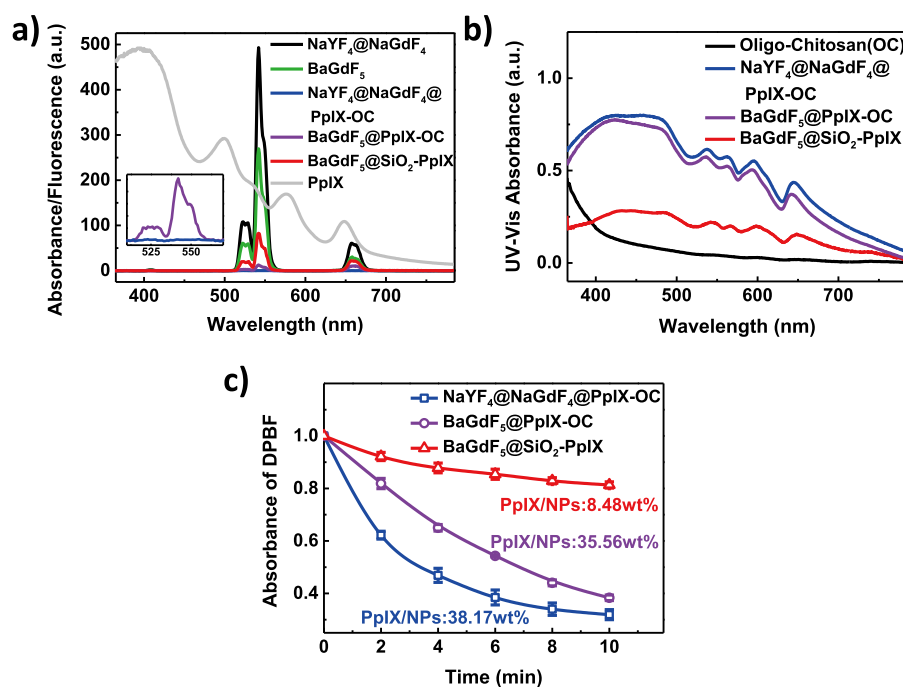 a)
500
400
300
200
100
0
Absorbance/Fluorescence (a.u.)
NaYF₄@NaGdF₄
BaGdF₅
NaYF₄@NaGdF₄@
PpIX-OC
BaGdF₅@PpIX-OC
BaGdF₅@SiO₂-PpIX
PpIX
525 550
400 500 600 700
Wavelength (nm)
b)
1.0
0.5
0.0
UV-Vis Absorbance (a.u.)
Oligo-Chitosan(OC)
NaYF₄@NaGdF₄@
PpIX-OC
BaGdF₅@PpIX-OC
BaGdF₅@SiO₂-PpIX
400 500 600 700
Wavelength (nm)
c)
1.0
0.8
0.6
0.4
Absorbance of DPBF
NaYF₄@NaGdF₄@PpIX-OC
BaGdF₅@PpIX-OC
BaGdF₅@SiO₂-PpIX
PpIX/NPs:8.48wt%
PpIX/NPs:35.56wt%
PpIX/NPs:38.17wt%
0 2 4 6 8 10
Time (min)